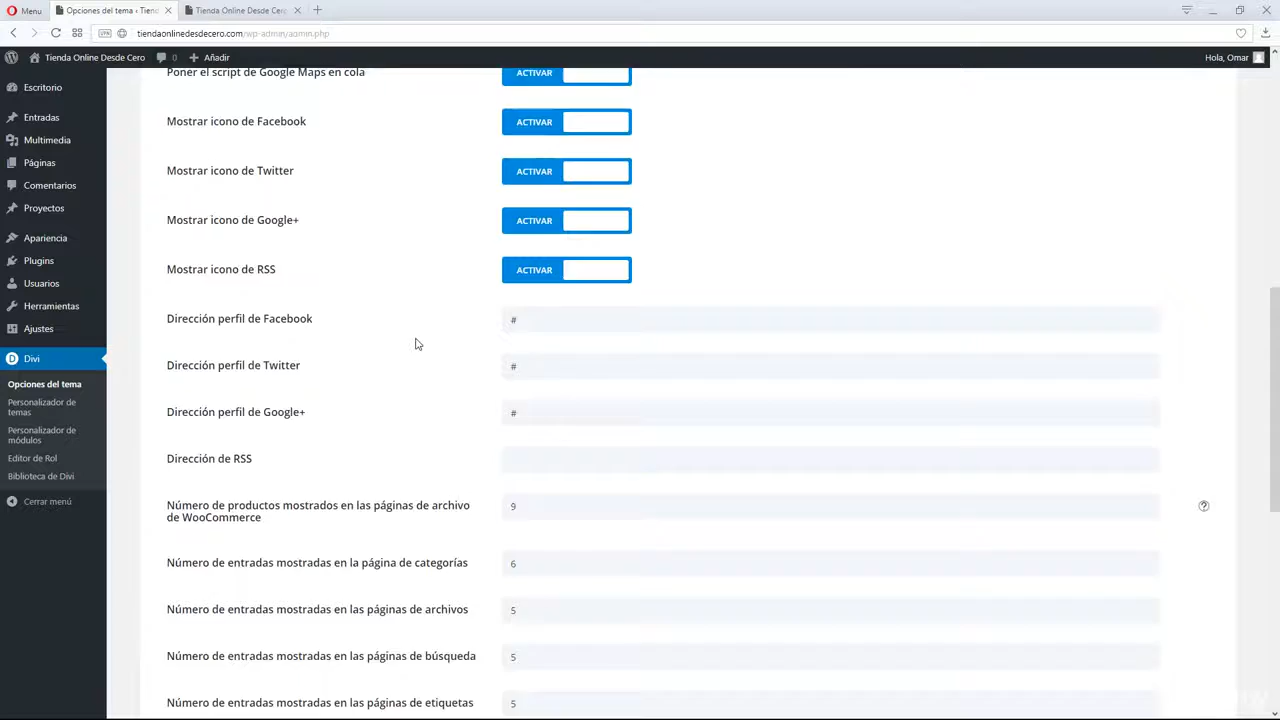 Menu
Opciones del tema ‹ Tiend
Tienda Online Desde Cero
tiendaonlinedesdecero.com/wp-admin/admin.php
Tienda Online Desde Cero
0
Añadir
Hola, Omar
Escritorio
Entradas
Multimedia
Páginas
Comentarios
Proyectos
Apariencia
Plugins
Usuarios
Herramientas
Ajustes
Divi
Opciones del tema
Personalizador de
temas
Personalizador de
módulos
Editor de Rol
Biblioteca de Divi
Cerrar menú
Poner el script de Google Maps en cola
ACTIVAR
Mostrar icono de Facebook
ACTIVAR
Mostrar icono de Twitter
ACTIVAR
Mostrar icono de Google+
ACTIVAR
Mostrar icono de RSS
ACTIVAR
Dirección perfil de Facebook
#
Dirección perfil de Twitter
#
Dirección perfil de Google+
#
Dirección de RSS
Número de productos mostrados en las páginas de archivo
de WooCommerce
9
Número de entradas mostradas en la página de categorías
6
Número de entradas mostradas en las páginas de archivos
5
Número de entradas mostradas en las páginas de búsqueda
5
Número de entradas mostradas en las páginas de etiquetas
5